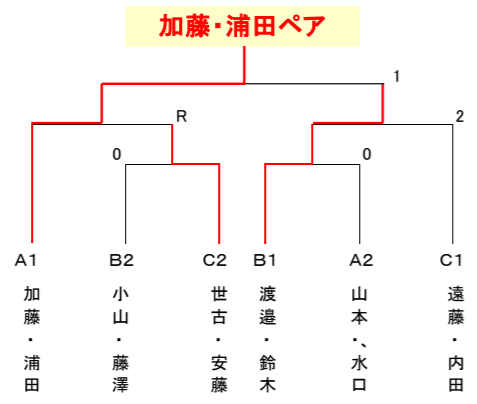 加藤・浦田ペア
1
R
2
0
0
A1
B2
C2
B1
A2
C1
加藤・浦田
小山・藤澤
世古・安藤
渡邉・鈴木
山本・、水口
遠藤・内田